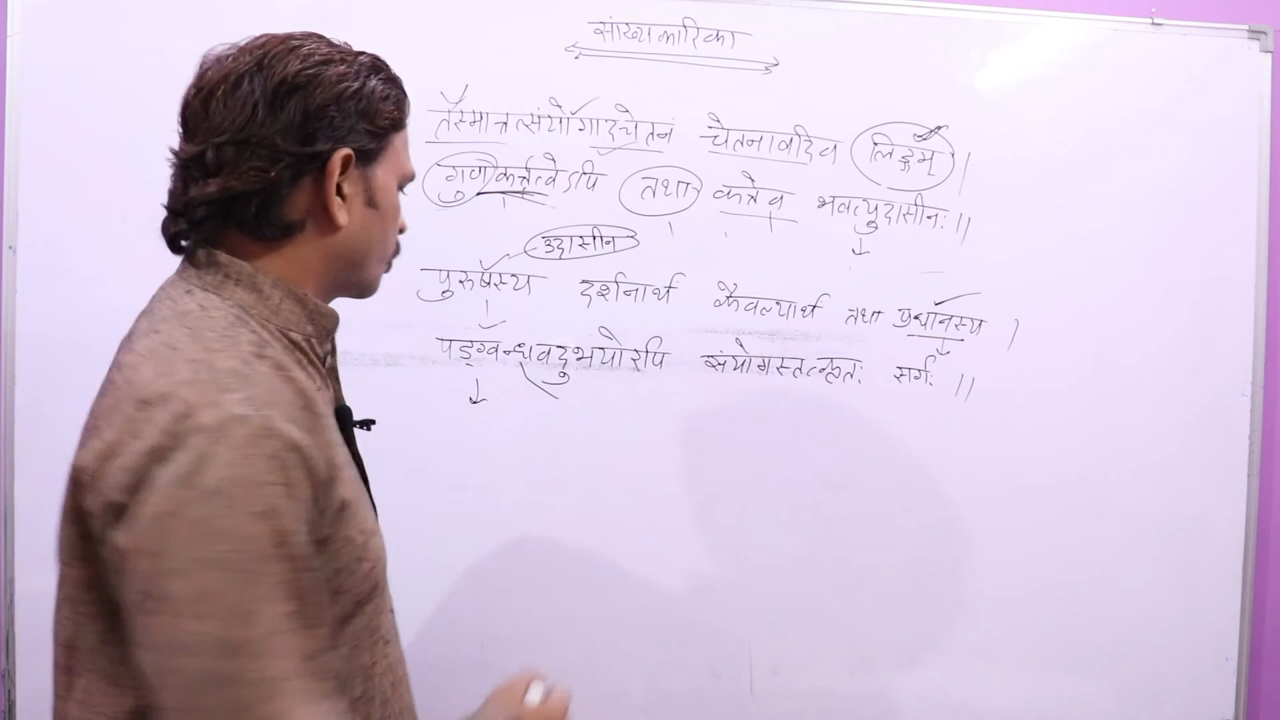 सांख्यकारिका
तस्मात्तत्संयोगादचेतनं चेतनावदिव लिङ्गम् ।
गुणकर्त्तृत्वेऽपि तथा कर्त्तेव भवत्युदासीनः ॥
उदासीन
पुरुषस्य दर्शनार्थं कैवल्यार्थं तथा प्रधानस्य ।
पङ्ग्वन्धवदुभयोरपि संयोगस्तत्कृतः सर्गः ॥